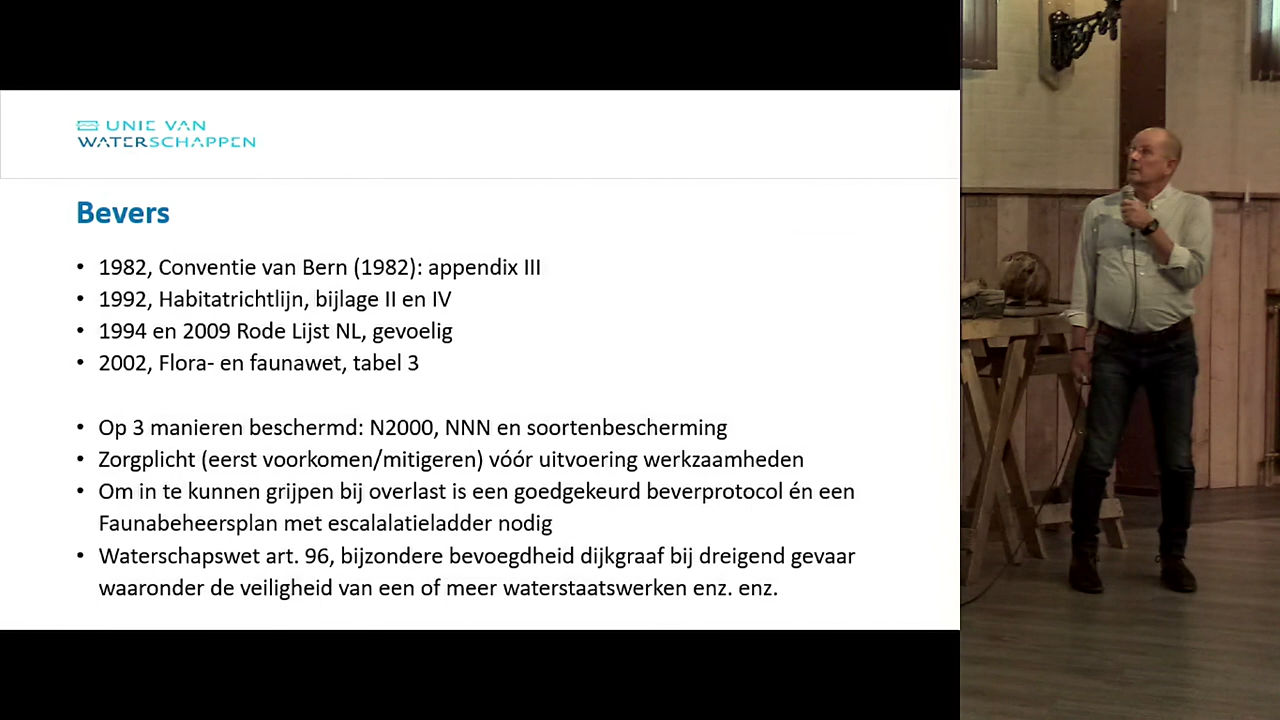 UNIE VAN
WATERSCHAPPEN
Bevers
• 1982, Conventie van Bern (1982): appendix III
• 1992, Habitatrichtlijn, bijlage II en IV
• 1994 en 2009 Rode Lijst NL, gevoelig
• 2002, Flora- en faunawet, tabel 3
• Op 3 manieren beschermd: N2000, NNN en soortenbescherming
• Zorgplicht (eerst voorkomen/mitigeren) vóór uitvoering werkzaamheden
• Om in te kunnen grijpen bij overlast is een goedgekeurd beverprotocol én een
Faunabeheersplan met escalalatieladder nodig
• Waterschapswet art. 96, bijzondere bevoegdheid dijkgraaf bij dreigend gevaar
waaronder de veiligheid van een of meer waterstaatswerken enz. enz.